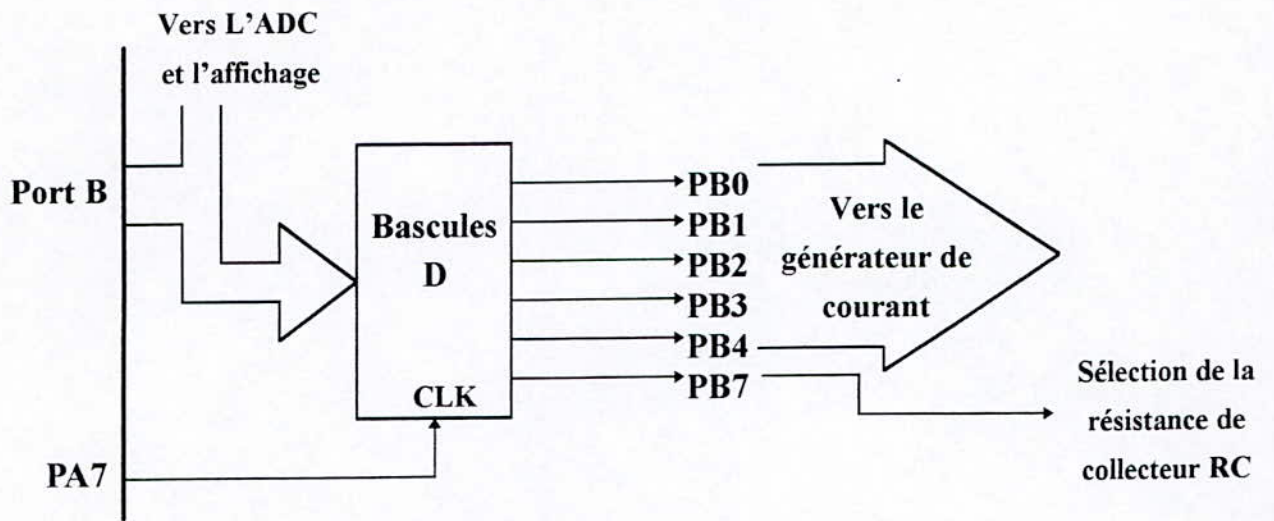 Vers L'ADC
et l'affichage
Port B
Bascules
D
CLK
PA7
PB0
PB1
PB2
PB3
PB4
PB7
Vers le
générateur de
courant
Sélection de la
résistance de
collecteur RC